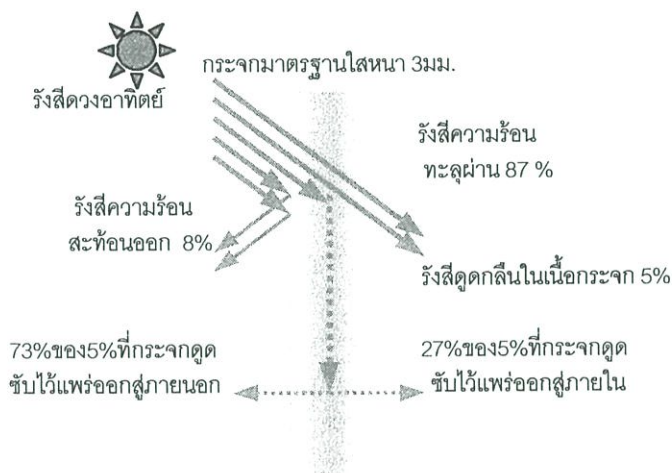 กระจกมาตรฐานใสหนา 3มม.
รังสีดวงอาทิตย์
รังสีความร้อน
ทะลุผ่าน 87 %
รังสีความร้อน
สะท้อนออก 8%
รังสีดูดกลืนในเนื้อกระจก 5%
73%ของ5%ที่กระจกดูด
ซับไว้แพร่ออกสู่ภายนอก
27%ของ5%ที่กระจกดูด
ซับไว้แพร่ออกสู่ภายใน